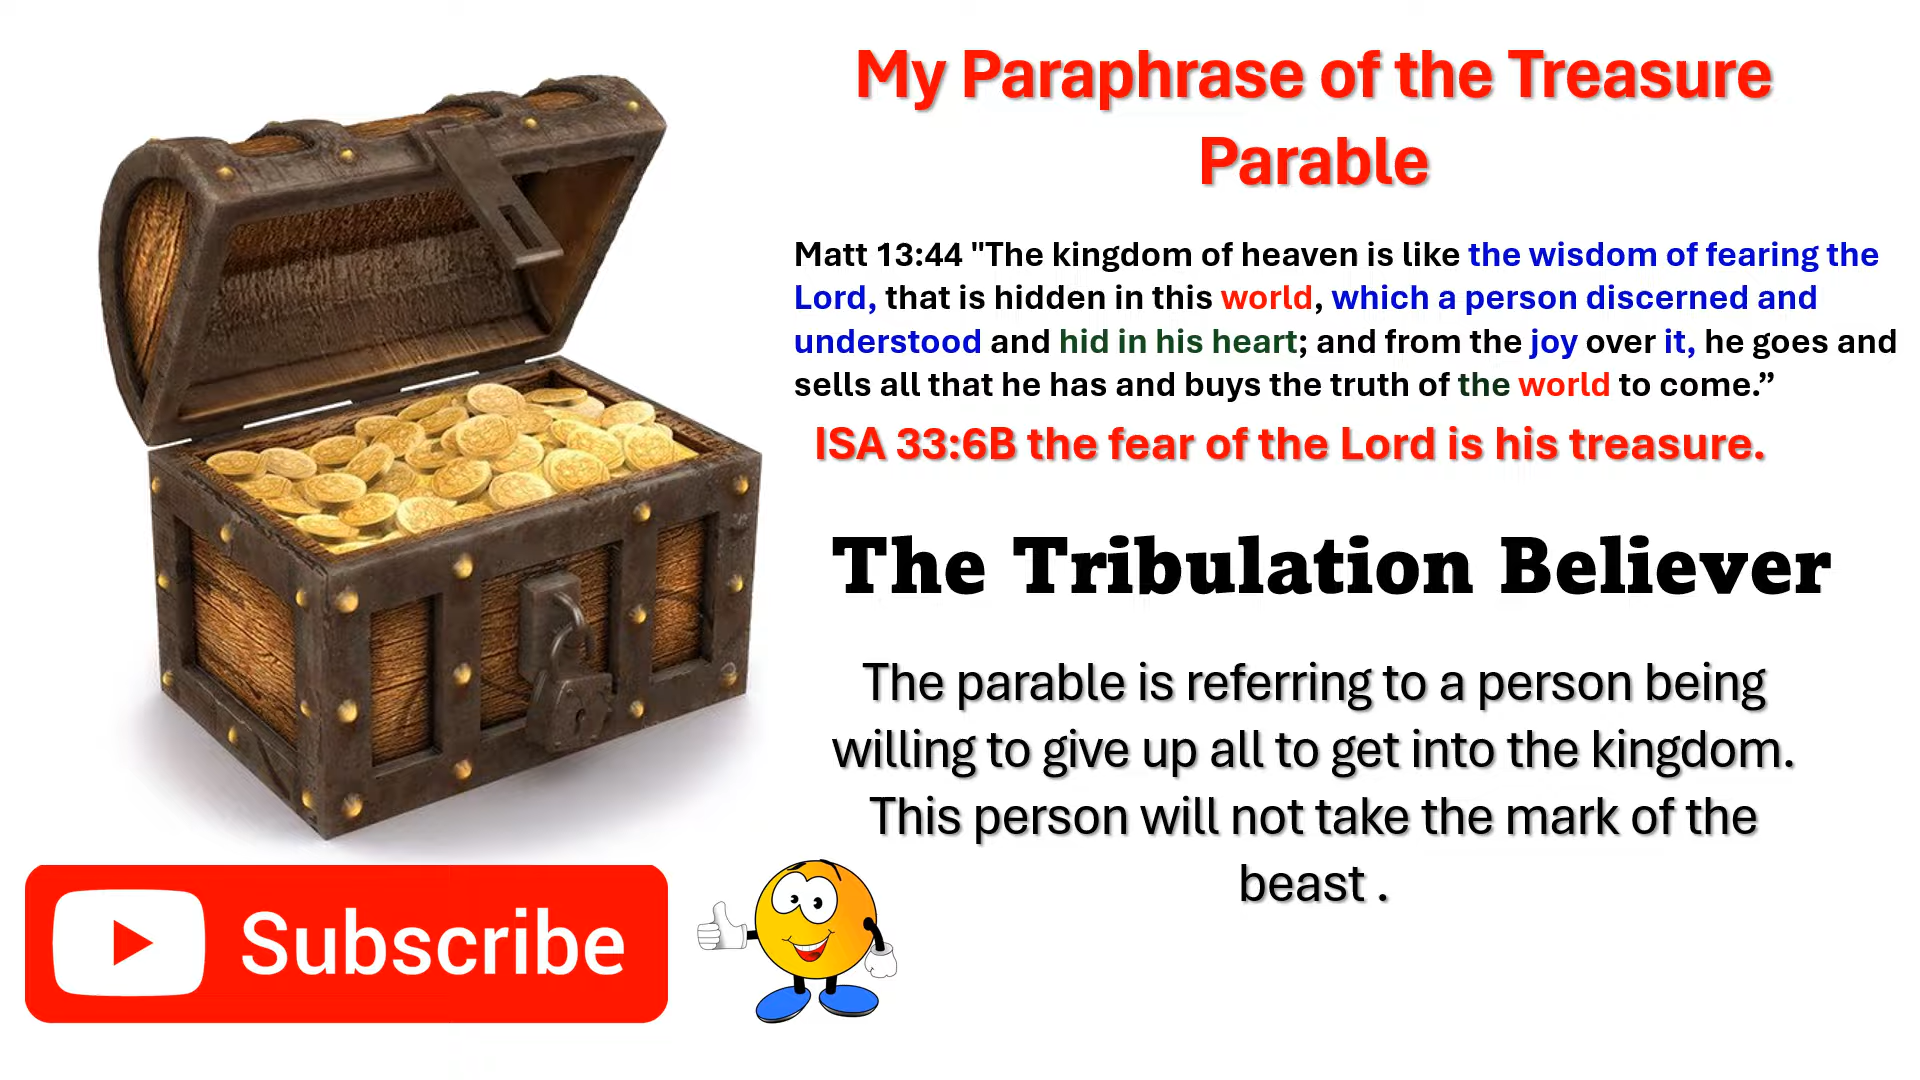 My Paraphrase of the Treasure
Parable
Matt 13:44 "The kingdom of heaven is like the wisdom of fearing the
Lord, that is hidden in this world, which a person discerned and
understood and hid in his heart; and from the joy over it, he goes and
sells all that he has and buys the truth of the world to come.”
ISA 33:6B the fear of the Lord is his treasure.
The Tribulation Believer
The parable is referring to a person being
willing to give up all to get into the kingdom.
This person will not take the mark of the
beast .
Subscribe